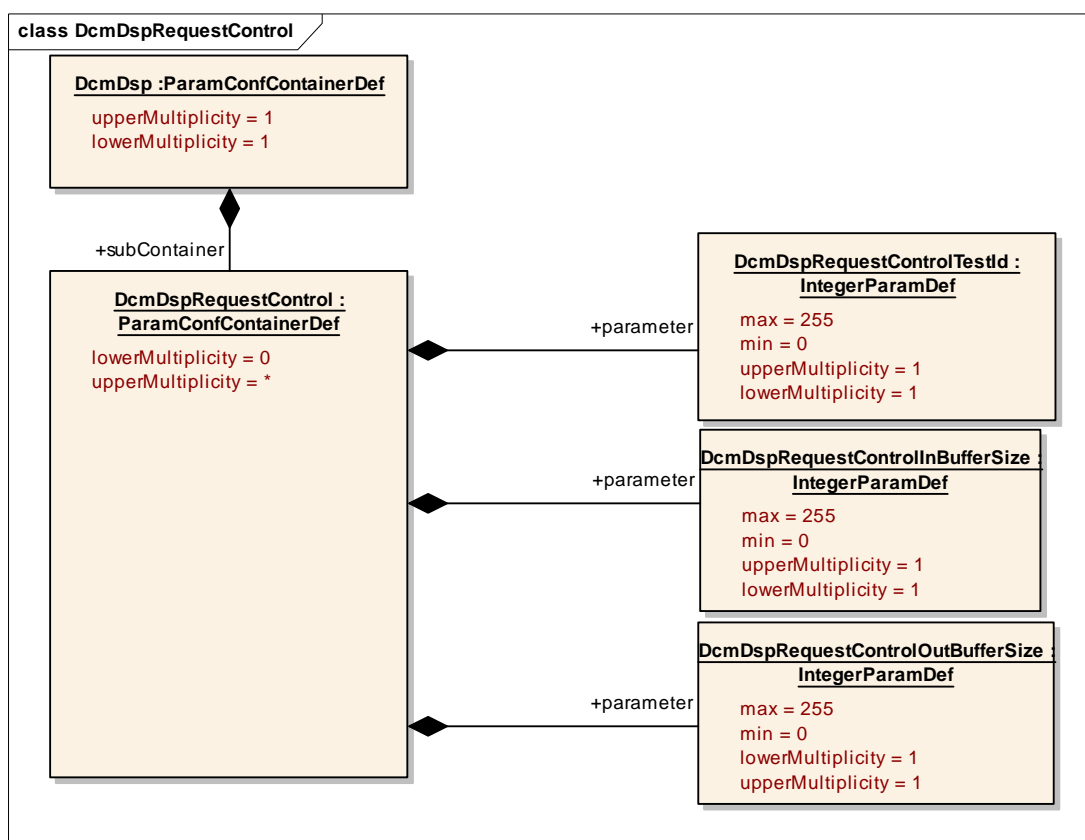 class DcmDspRequestControl
DcmDsp :ParamConfContainerDef
upperMultiplicity = 1
lowerMultiplicity = 1
+subContainer
DcmDspRequestControl :
ParamConfContainerDef
lowerMultiplicity = 0
upperMultiplicity = *
+parameter
DcmDspRequestControlTestId :
IntegerParamDef
max = 255
min = 0
upperMultiplicity = 1
lowerMultiplicity = 1
+parameter
DcmDspRequestControlInBufferSize :
IntegerParamDef
max = 255
min = 0
upperMultiplicity = 1
lowerMultiplicity = 1
+parameter
DcmDspRequestControlOutBufferSize :
IntegerParamDef
max = 255
min = 0
lowerMultiplicity = 1
upperMultiplicity = 1